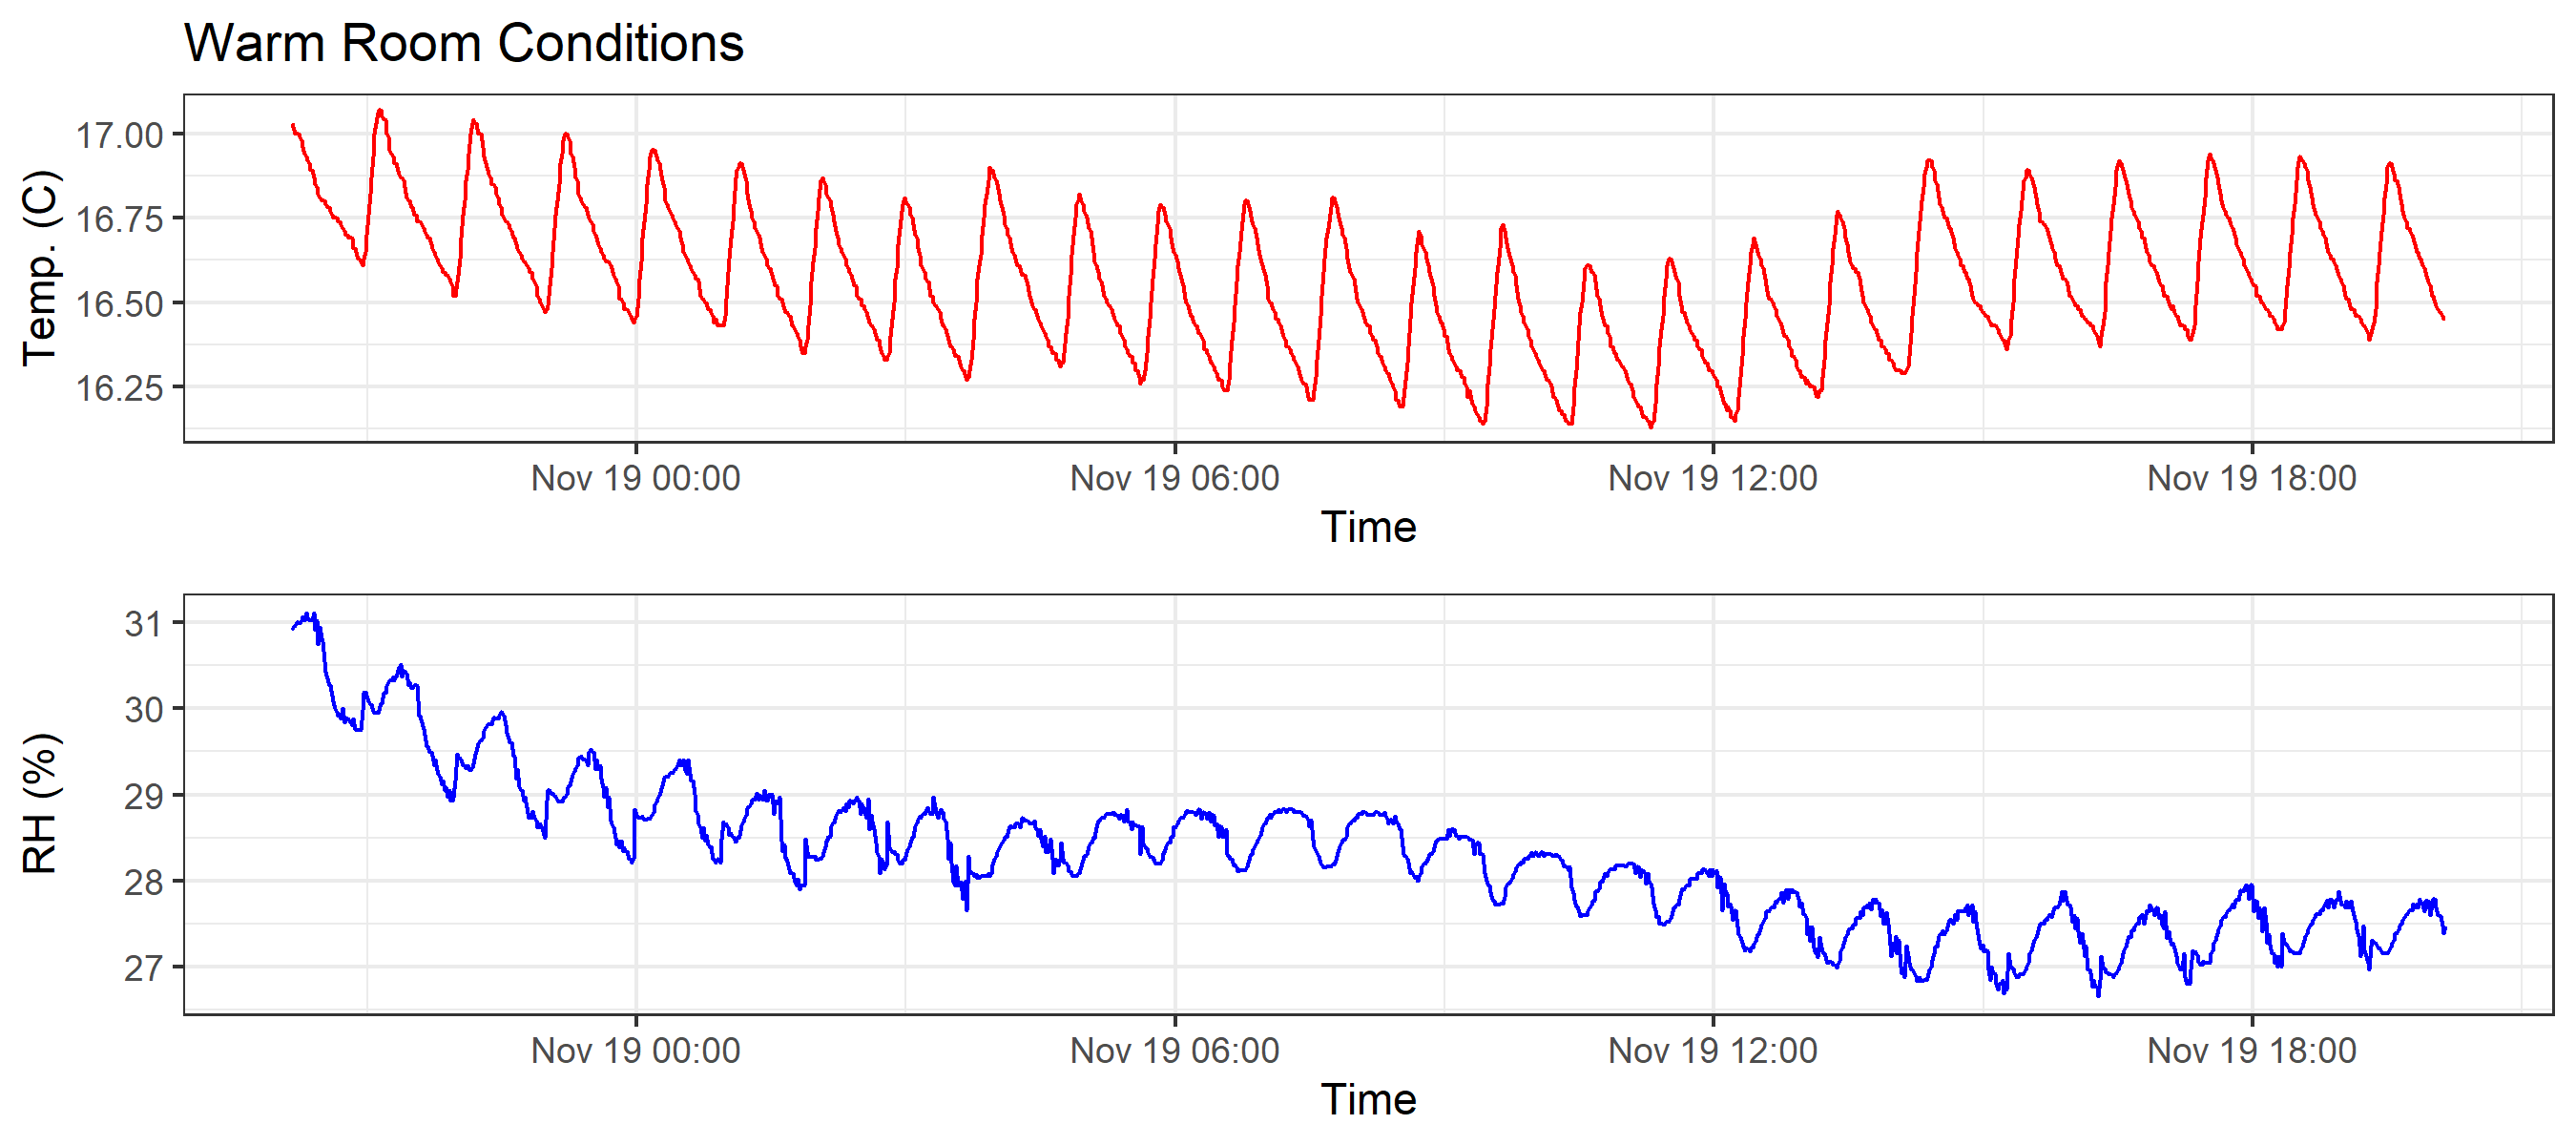 Warm Room Conditions
Temp. (C)
17.00
16.75
16.50
16.25
Nov 19 00:00 Nov 19 06:00 Nov 19 12:00 Nov 19 18:00
Time
RH (%)
31
30
29
28
27
Nov 19 00:00 Nov 19 06:00 Nov 19 12:00 Nov 19 18:00
Time